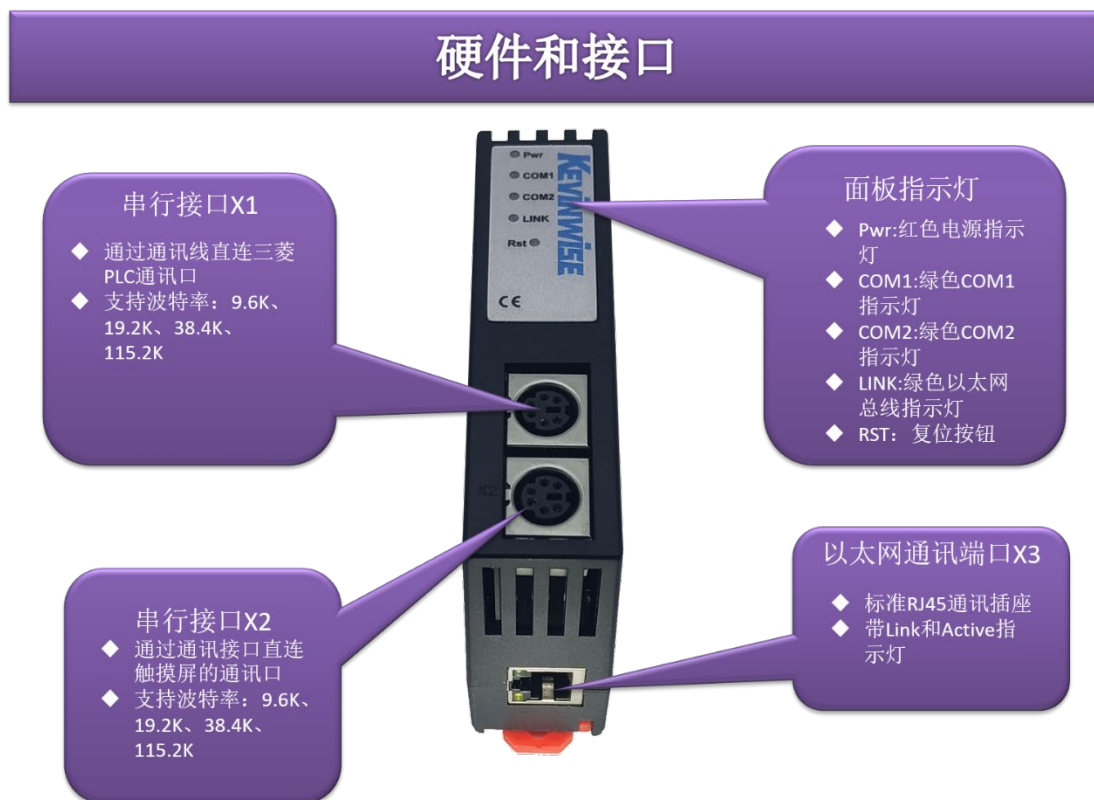 硬件和接口
串行接口X1
◆ 通过通讯线直连三菱
PLC通讯口
◆ 支持波特率：9.6K、
19.2K、38.4K、
115.2K
Pwr
COM1
COM2
LINK
Rst
KEVINWISE
CE
X2
面板指示灯
◆ Pwr:红色电源指示
灯
◆ COM1:绿色COM1
指示灯
◆ COM2:绿色COM2
指示灯
◆ LINK:绿色以太网
总线指示灯
◆ RST：复位按钮
串行接口X2
◆ 通过通讯接口直连
触摸屏的通讯口
◆ 支持波特率：9.6K、
19.2K、38.4K、
115.2K
以太网通讯端口X3
◆ 标准RJ45通讯插座
◆ 带Link和Active指
示灯